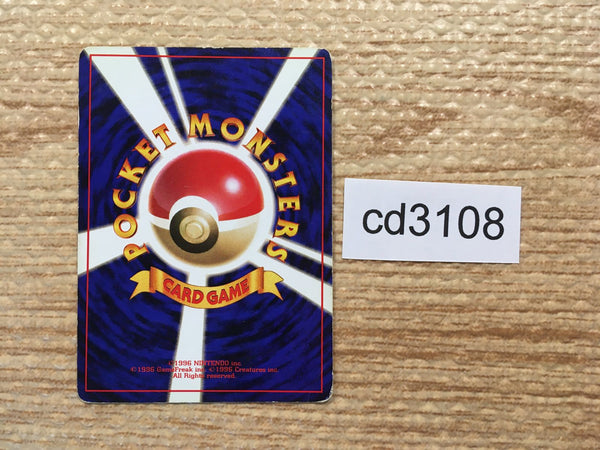 POCKET MONSTERS
CARD GAME
©1996 NINTENDO inc.
©1995 GameFreak inc. ©1995 Creatures inc.
All Rights reserved.
cd3108